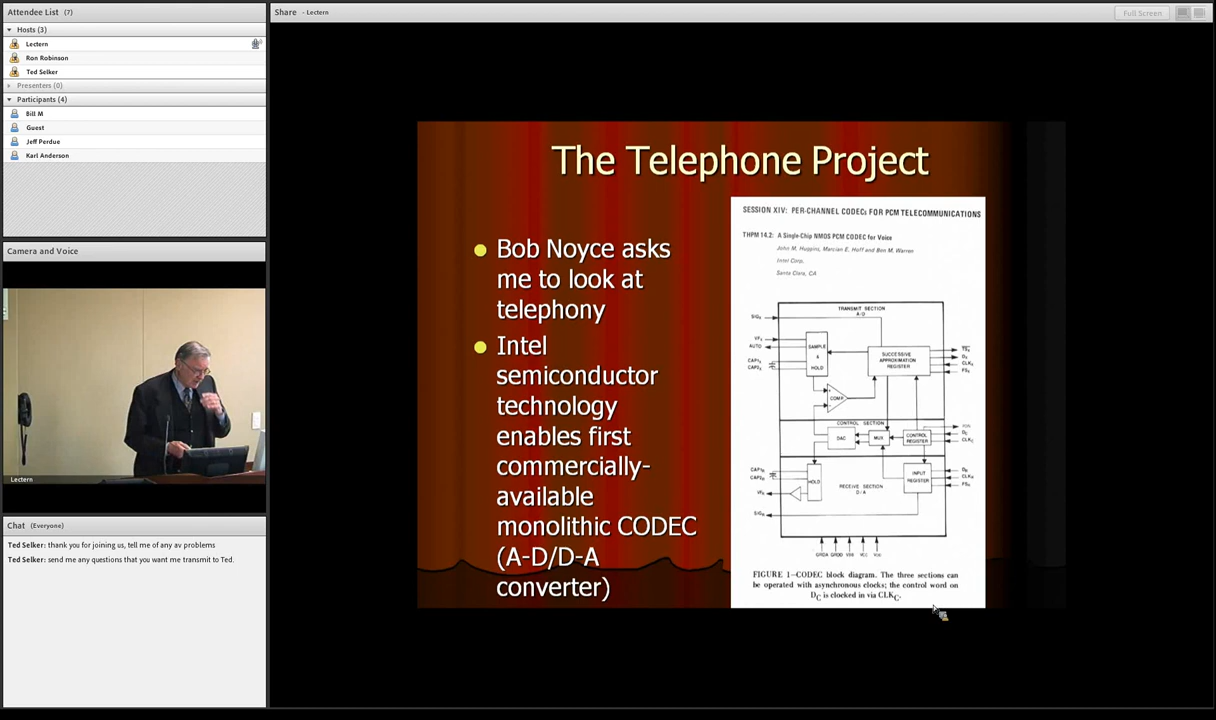 Attendee List (7)
Hosts (3)
Lectern
Ron Robinson
Ted Selker
Presenters (0)
Participants (4)
Bill M
Guest
Jeff Perdue
Karl Anderson
Camera and Voice
Lectern
Chat (Everyone)
Ted Selker: thank you for joining us, tell me of any av problems
Ted Selker: send me any questions that you want me transmit to Ted.
Share - Lectern
Full Screen
The Telephone Project
Bob Noyce asks
me to look at
telephony
Intel
semiconductor
technology
enables first
commercially-
available
monolithic CODEC
(A-D/D-A
converter)
SESSION XIV: PER-CHANNEL CODECs FOR PCM TELECOMMUNICATIONS
THPM 14.2: A Single-Chip NMOS PCM CODEC for Voice
John M. Huggins, Marcian E. Hoff and Ben M. Warren
Intel Corp.
Santa Clara, CA
TRANSMIT SECTION
A/D
SAMPLE
&
HOLD
SUCCESSIVE
APPROXIMATION
REGISTER
COMP
AUTO
CONTROL SECTION
DAC
MUX
CONTROL
REGISTER
HOLD
INPUT
REGISTER
RECEIVE SECTION
D/A
FIGURE 1—CODEC block diagram. The three sections can
be operated with asynchronous clocks; the control word on
DC is clocked in via CLKC.